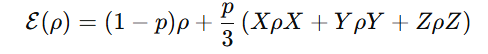 ℰ(ρ) = (1 − p)ρ + p/3 (XρX + YρY + ZρZ)